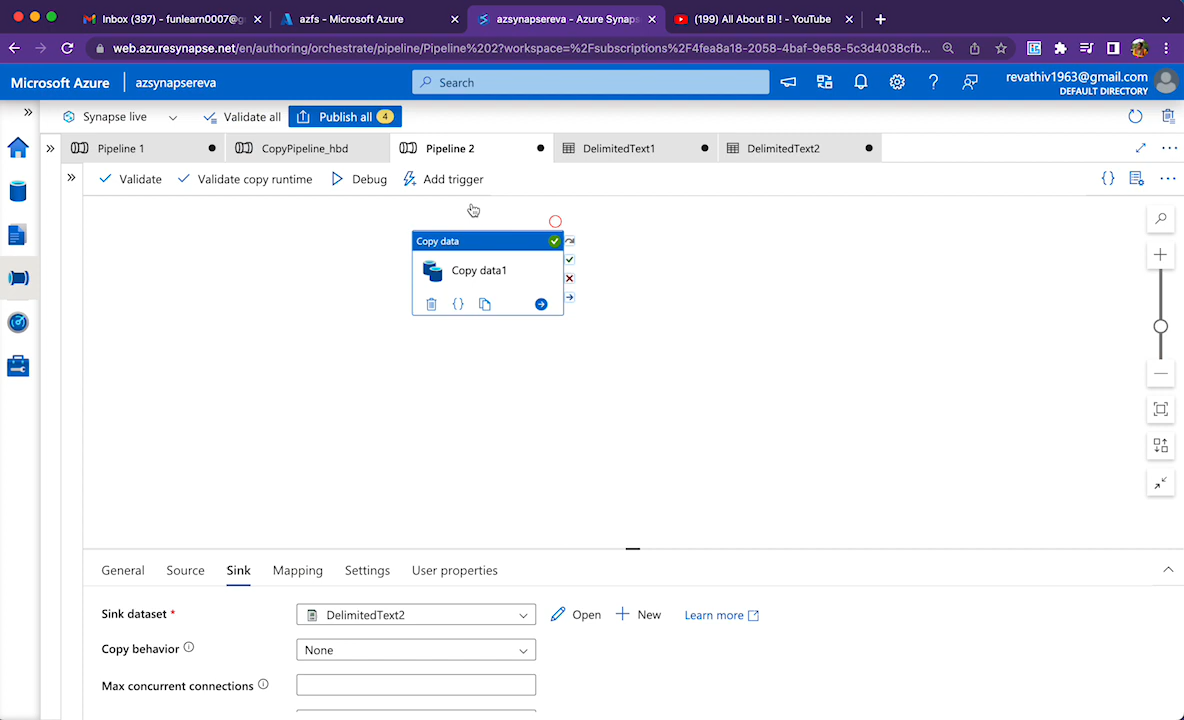 Inbox (397) - funlearn0007@g
azfs - Microsoft Azure
azsynapsereva - Azure Synaps
(199) All About BI ! - YouTube
web.azuresynapse.net/en/authoring/orchestrate/pipeline/Pipeline%202?workspace=%2Fsubscriptions%2F4fea8a18-2058-4baf-9e58-5c3d4038cfb...
Microsoft Azure
azsynapsereva
Search
revathiv1963@gmail.com
DEFAULT DIRECTORY
Synapse live
Validate all
Publish all 4
Pipeline 1
CopyPipeline_hbd
Pipeline 2
DelimitedText1
DelimitedText2
Validate
Validate copy runtime
Debug
Add trigger
Copy data
Copy data1
General
Source
Sink
Mapping
Settings
User properties
Sink dataset *
DelimitedText2
Open
New
Learn more
Copy behavior
None
Max concurrent connections